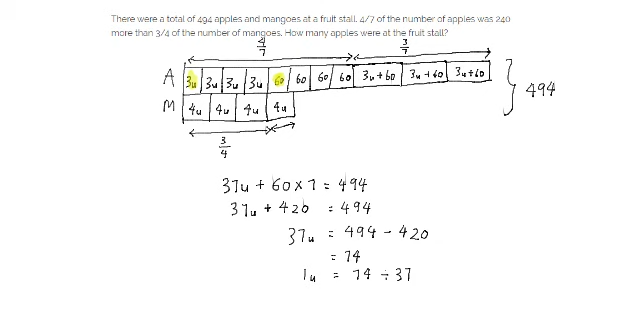 There were a total of 494 apples and mangoes at a fruit stall. 4/7 of the number of apples was 240
more than 3/4 of the number of mangoes. How many apples were at the fruit stall?
4/7 3/7
A 3u 3u 3u 3u 60 60 60 60 3u+60 3u+60 3u+60
M 4u 4u 4u 4u } 494
3/4
37u + 60 × 7 = 494
37u + 420 = 494
37u = 494 - 420
= 74
1u = 74 ÷ 37